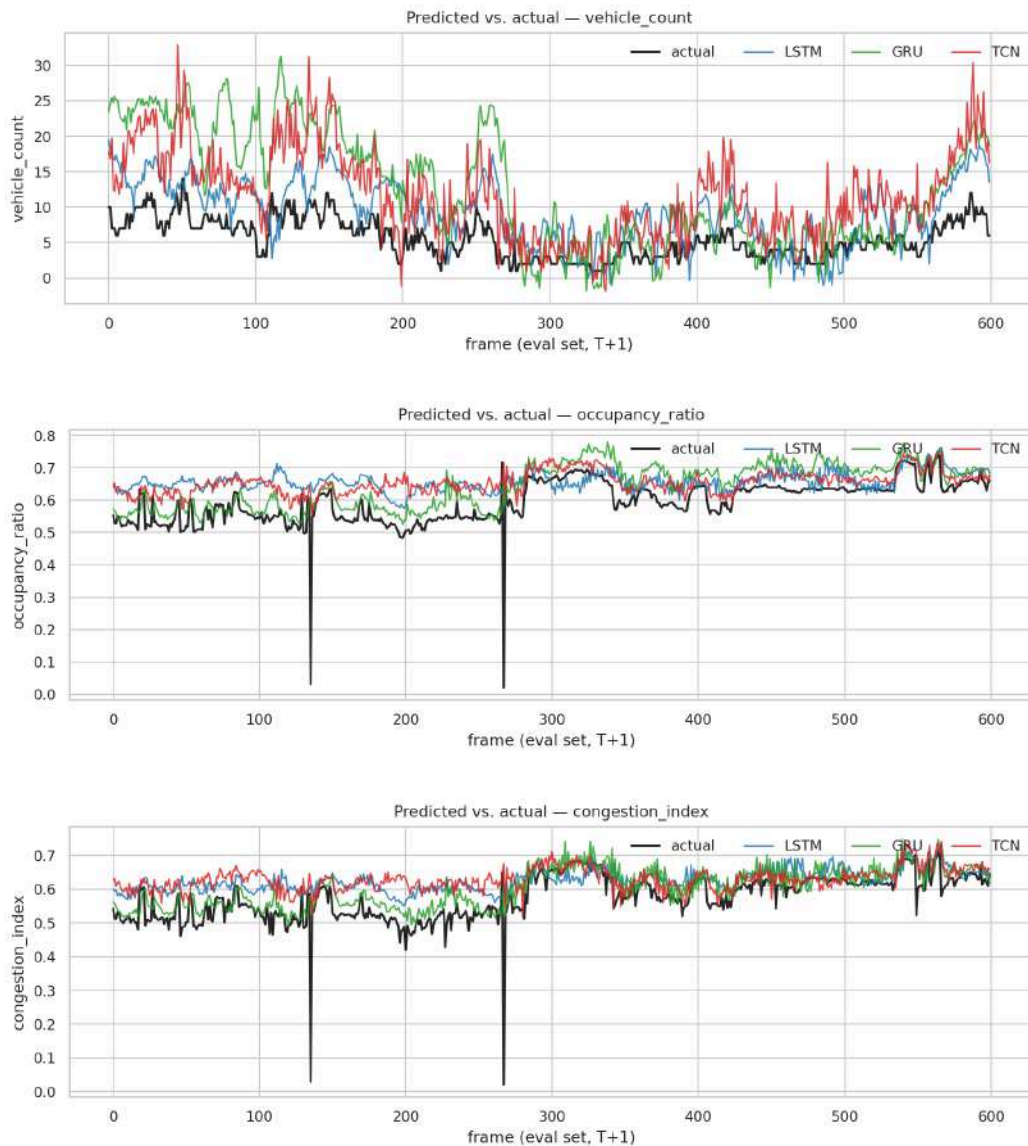 Predicted vs. actual — vehicle_count
actual LSTM GRU TCN
30
25
20
15
10
5
0
vehicle_count
0 100 200 300 400 500 600
frame (eval set, T+1)
Predicted vs. actual — occupancy_ratio
actual LSTM GRU TCN
0.8
0.7
0.6
0.5
0.4
0.3
0.2
0.1
0.0
occupancy_ratio
0 100 200 300 400 500 600
frame (eval set, T+1)
Predicted vs. actual — congestion_index
actual LSTM GRU TCN
0.7
0.6
0.5
0.4
0.3
0.2
0.1
0.0
congestion_index
0 100 200 300 400 500 600
frame (eval set, T+1)